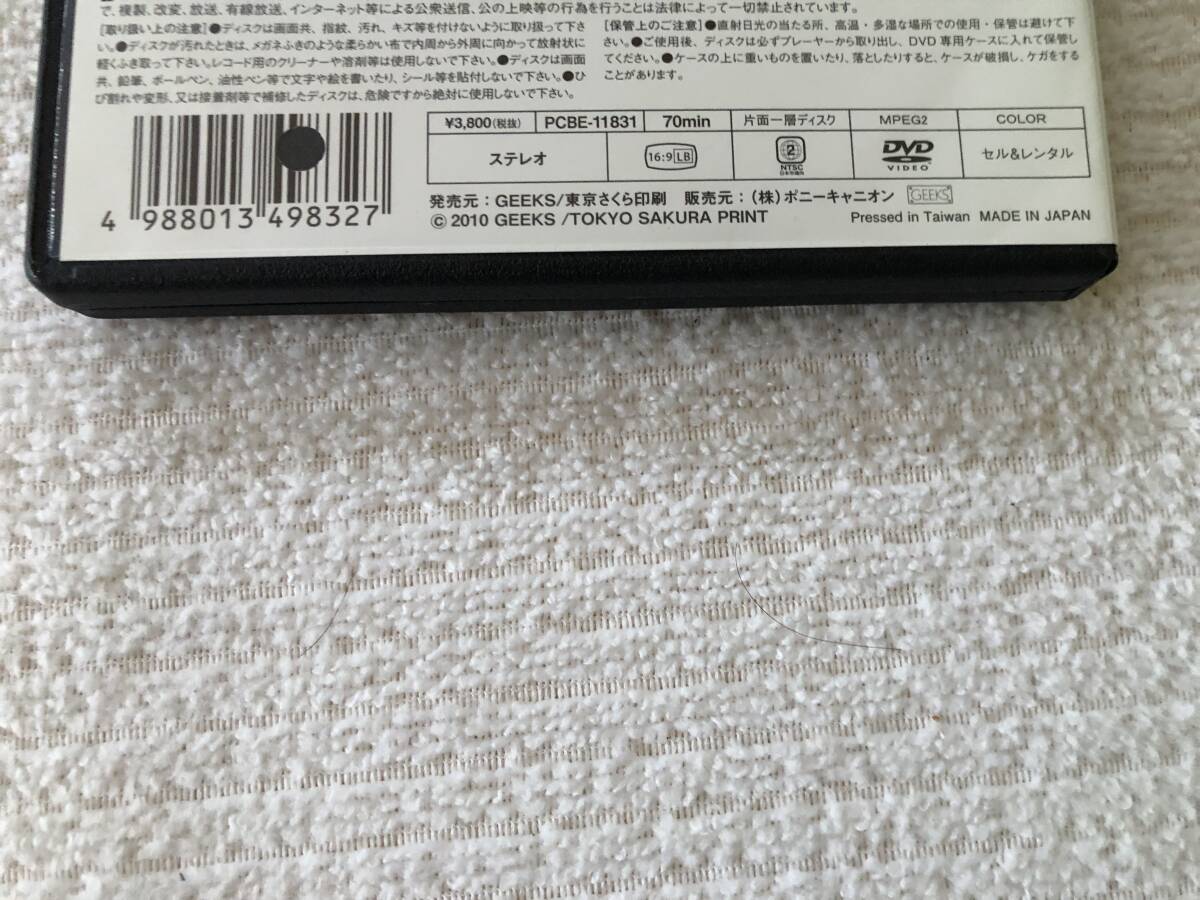 で、複製、改変、放送、有線放送、インターネット等による公衆送信、公の上映等の行為を行うことは法律によって一切禁止されています。
[取り扱い上の注意]●ディスクは画面共、指紋、汚れ、キズ等を付けないように取り扱って下さ
い。●ディスクが汚れたときは、メガネふきのような柔らかい布で内周から外周に向かって放射状に
軽くふき取って下さい。レコード用のクリーナーや溶剤等は使用しないで下さい。●ディスクは画面
共、鉛筆、ボールペン、油性ペン等で文字や絵を書いたり、シール等を貼付しないで下さい。●ひ
び割れや変形、又は接着剤等で補修したディスクは、危険ですから絶対に使用しないで下さい。
[保管上のご注意]●直射日光の当たる所、高温・多湿な場所での使用・保管は避けて下
さい。●ご使用後、ディスクは必ずプレーヤーから取り出し、DVD専用ケースに入れて保管し
てください。●ケースの上に重いものを置いたり、落としたりすると、ケースが破損し、ケガをする
ことがあります。
¥3,800(税抜) PCBE-11831 70min 片面一層ディスク MPEG2 COLOR
ステレオ 16:9 LB 2 NTSC 日本市場向 DVD VIDEO セル&レンタル
4 988013 498327
発売元:GEEKS/東京さくら印刷 販売元:(株)ポニーキャニオン GEEKS
© 2010 GEEKS /TOKYO SAKURA PRINT Pressed in Taiwan MADE IN JAPAN